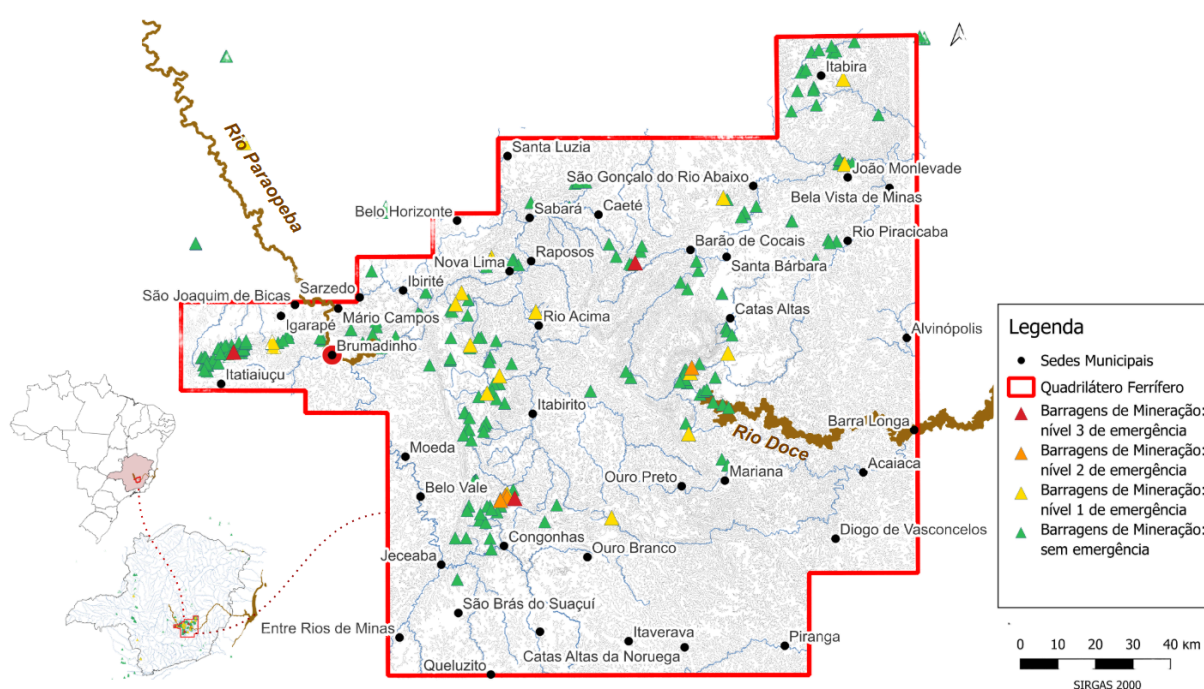 Itabira
Rio Paraopeba
Santa Luzia
João Monlevade
São Gonçalo do Rio Abaixo
Bela Vista de Minas
Belo Horizonte
Sabará
Caeté
Rio Piracicaba
Barão de Cocais
Raposos
Nova Lima
Santa Bárbara
Ibirité
Sarzedo
São Joaquim de Bicas
Mário Campos
Igarapé
Catas Altas
Rio Acima
Alvinópolis
Brumadinho
Itatiaiuçu
Itabirito
Barra Longa
Rio Doce
Moeda
Acaiaca
Mariana
Ouro Preto
Belo Vale
Diogo de Vasconcelos
Congonhas
Ouro Branco
Jeceaba
São Brás do Suaçuí
Entre Rios de Minas
Itaverava
Piranga
Catas Altas da Noruega
Queluzito
Legenda
Sedes Municipais
Quadrilátero Ferrífero
Barragens de Mineração:
nível 3 de emergência
Barragens de Mineração:
nível 2 de emergência
Barragens de Mineração:
nível 1 de emergência
Barragens de Mineração:
sem emergência
0 10 20 30 40 km
SIRGAS 2000